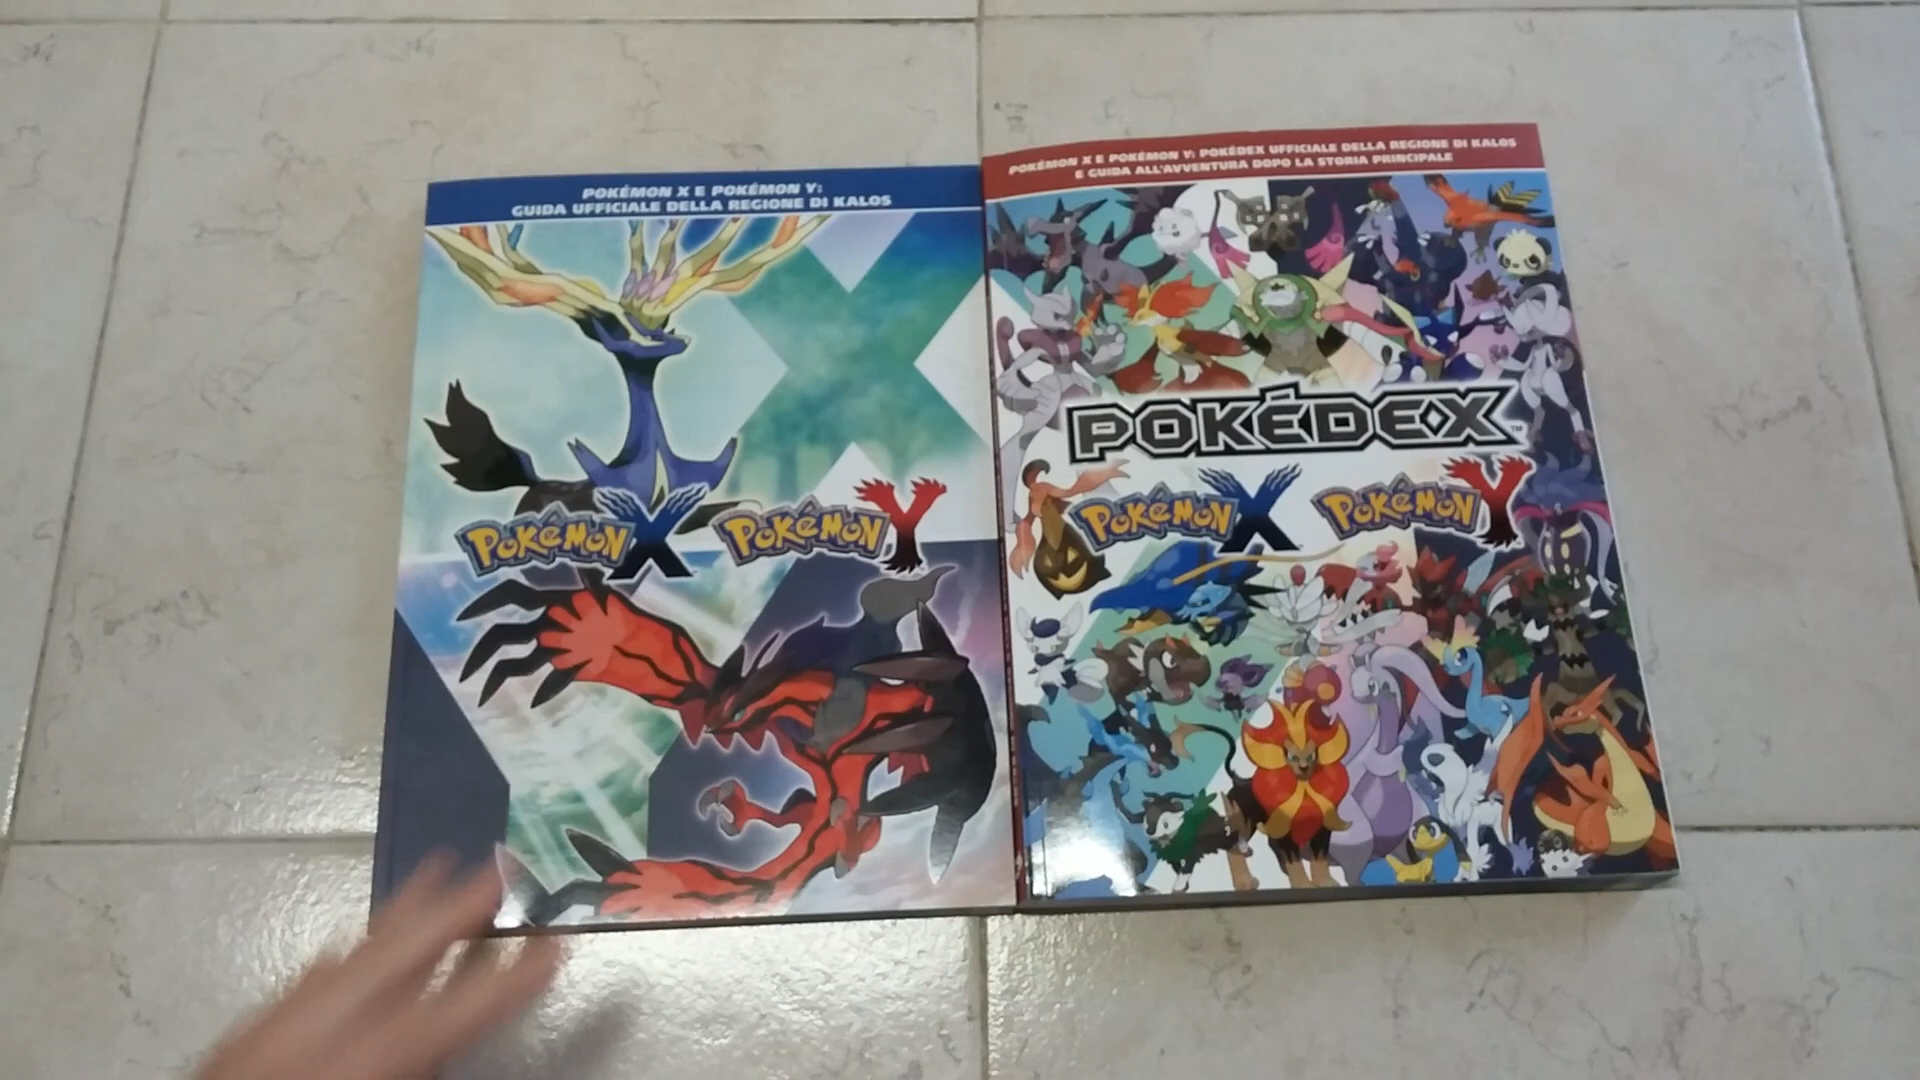 POKÉMON X E POKÉMON Y:
GUIDA UFFICIALE DELLA REGIONE DI KALOS
POKÉMON X POKÉMON Y
POKÉMON X E POKÉMON Y: POKÉDEX UFFICIALE DELLA REGIONE DI KALOS
E GUIDA ALL'AVVENTURA DOPO LA STORIA PRINCIPALE
POKÉDEX™
POKÉMON X POKÉMON Y